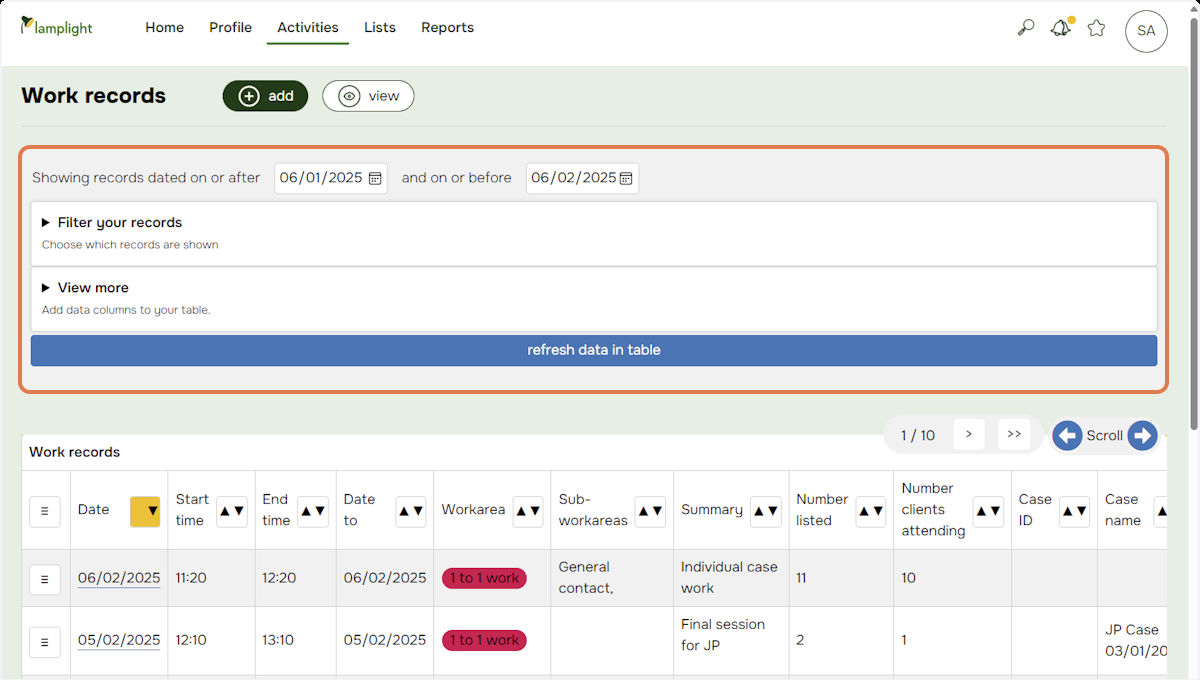 lamplight
Home Profile Activities Lists Reports
SA
Work records
add
view
Showing records dated on or after 06/01/2025 and on or before 06/02/2025
Filter your records
Choose which records are shown
View more
Add data columns to your table.
refresh data in table
1 / 10 > >> Scroll
Work records
Date Start time End time Date to Workarea Sub-workareas Summary Number listed Number clients attending Case ID Case name
06/02/2025 11:20 12:20 06/02/2025 1 to 1 work General contact, Individual case work 11 10
05/02/2025 12:10 13:10 05/02/2025 1 to 1 work Final session for JP 2 1 JP Case 03/01/20